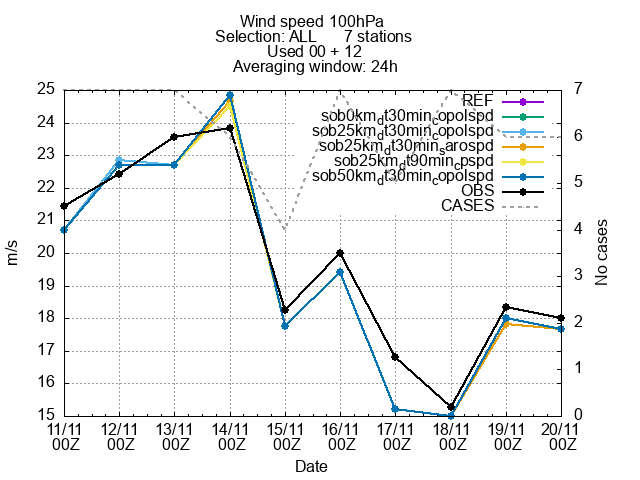 Wind speed 100hPa
Selection: ALL 7 stations
Used 00 + 12
Averaging window: 24h
m/s
25
24
23
22
21
20
19
18
17
16
15
REF
sob0km_dt30min_copolspd
sob25km_dt30min_copolspd
sob25km_dt30min_sarospd
sob25km_dt90min_cpspd
sob50km_dt30min_copolspd
OBS
CASES
7
6
5
4
3
2
1
0
No cases
11/11 12/11 13/11 14/11 15/11 16/11 17/11 18/11 19/11 20/11
00Z 00Z 00Z 00Z 00Z 00Z 00Z 00Z 00Z 00Z
Date